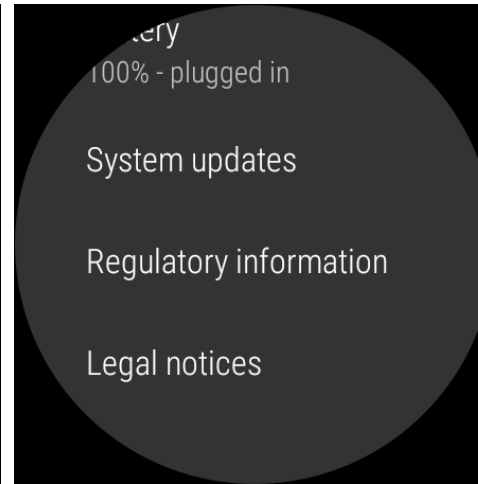 100% - plugged in
System updates
Regulatory information
Legal notices